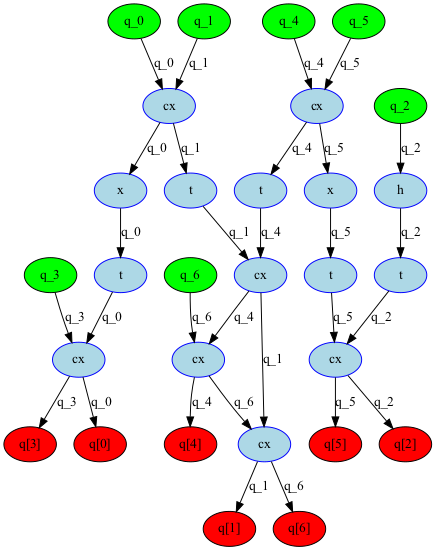 q_0 q_1 q_4 q_5
q_0 q_1 q_4 q_5
cx cx q_2
q_0 q_1 q_4 q_5 q_2
x t t x h
q_0 q_1 q_4 q_5 q_2
q_3 t q_6 cx t t
q_3 q_0 q_6 q_4 q_5 q_2
cx cx q_1 cx
q_3 q_0 q_4 q_6 q_5 q_2
q[3] q[0] q[4] cx q[5] q[2]
q_1 q_6
q[1] q[6]